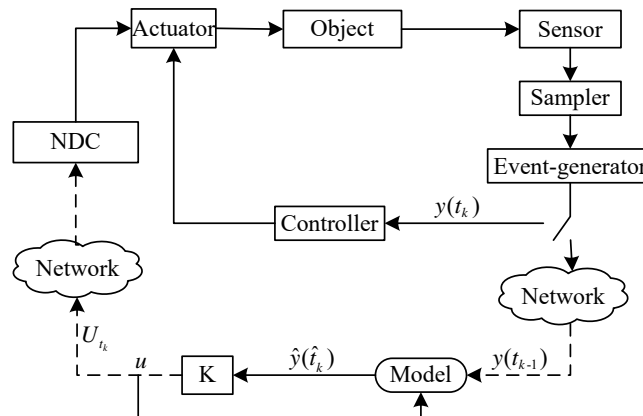 Actuator
Object
Sensor
Sampler
NDC
Event-generator
Controller
y(t_k)
Network
Network
U_{t_k}
u
K
ŷ(t̂_k)
Model
y(t_{k-1})